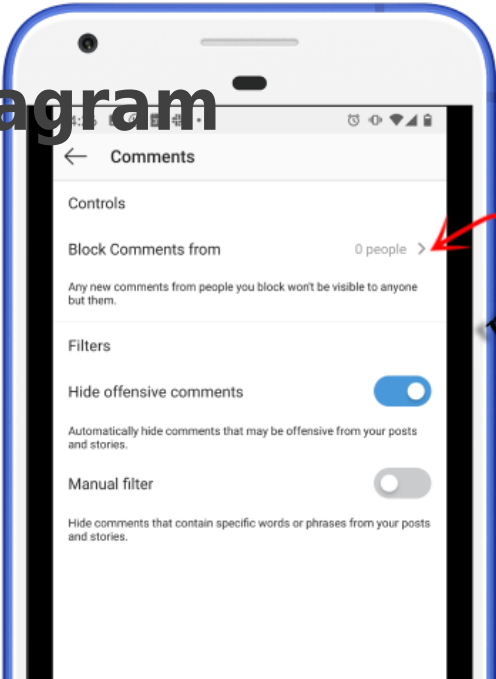 agram
Comments
Controls
Block Comments from 0 people
Any new comments from people you block won't be visible to anyone
but them.
Filters
Hide offensive comments
Automatically hide comments that may be offensive from your posts
and stories.
Manual filter
Hide comments that contain specific words or phrases from your posts
and stories.